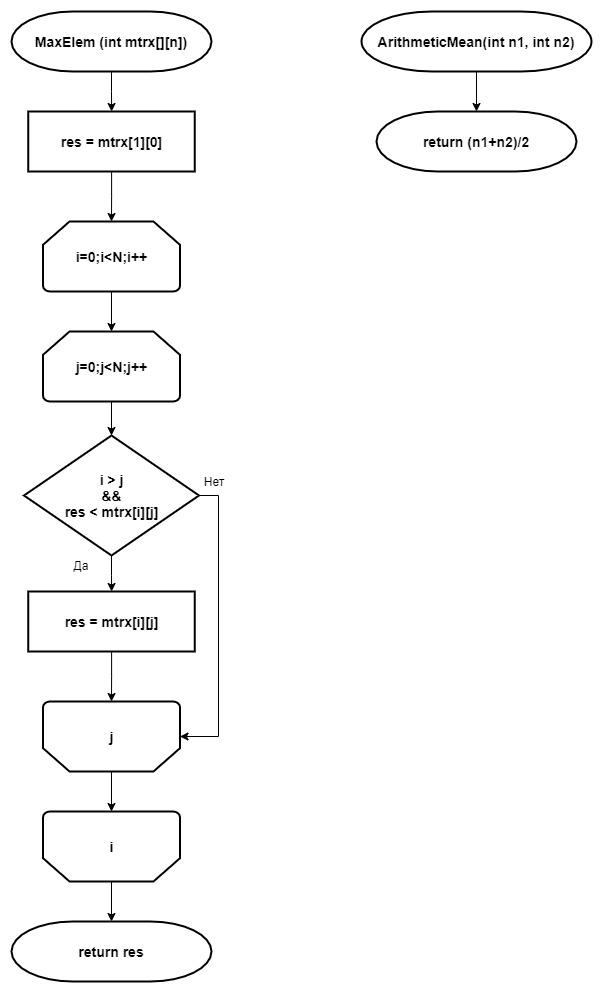 MaxElem (int mtrx[][n])
res = mtrx[1][0]
i=0;i<N;i++
j=0;j<N;j++
i > j
&&
res < mtrx[i][j]
Нет
Да
res = mtrx[i][j]
j
i
return res
ArithmeticMean(int n1, int n2)
return (n1+n2)/2